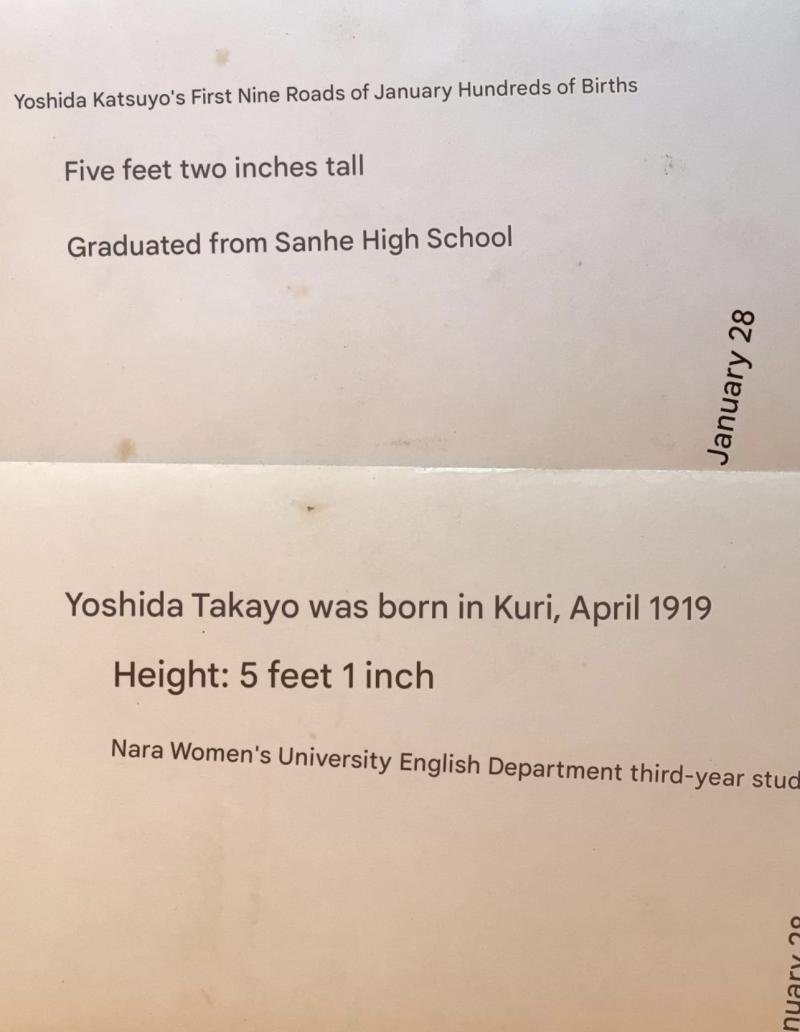 Yoshida Katsuyo's First Nine Roads of January Hundreds of Births
Five feet two inches tall
Graduated from Sanhe High School
January 28
Yoshida Takayo was born in Kuri, April 1919
Height: 5 feet 1 inch
Nara Women's University English Department third-year stud
nuary 28